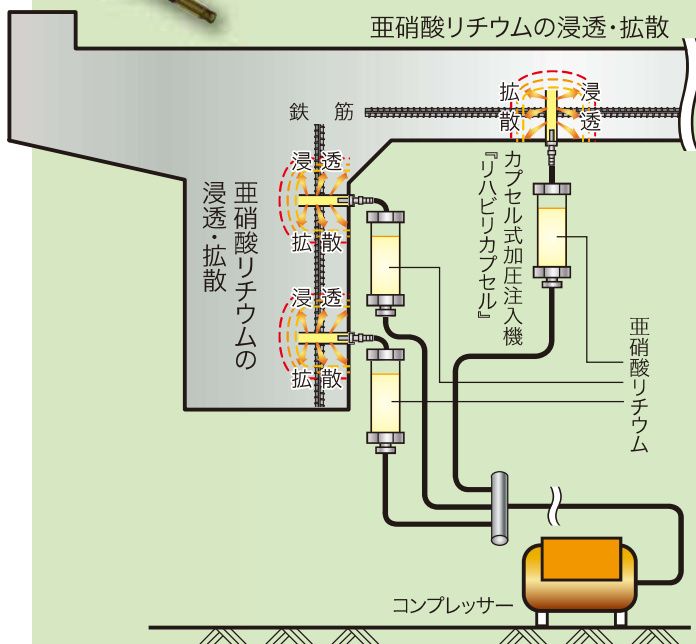 亜硝酸リチウムの浸透・拡散
拡 浸
散 透
鉄 筋
浸 透
拡 散
亜硝酸リチウムの
浸透・拡散
カプセル式加圧注入機
『リハビリカプセル』
浸 透
拡 散
亜硝酸リチウム
コンプレッサー